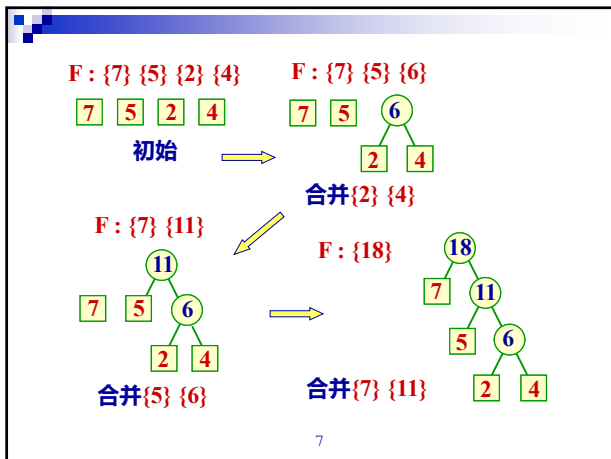 F : {7} {5} {2} {4}
7 5 2 4
初始
F : {7} {5} {6}
7 5 6
2 4
合并{2} {4}
F : {7} {11}
11
7 5 6
2 4
合并{5} {6}
F : {18}
18
7 11
5 6
2 4
合并{7} {11}
7